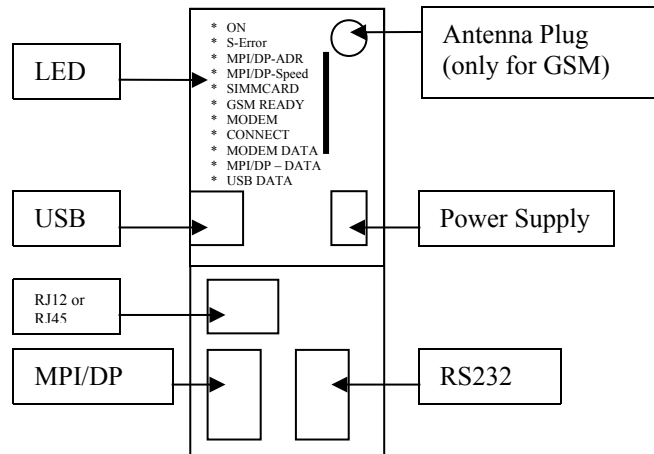 * ON
* S-Error
* MPI/DP-ADR
* MPI/DP-Speed
* SIMMCARD
* GSM READY
* MODEM
* CONNECT
* MODEM DATA
* MPI/DP – DATA
* USB DATA
Antenna Plug
(only for GSM)
LED
USB
Power Supply
RJ12 or
RJ45
MPI/DP
RS232